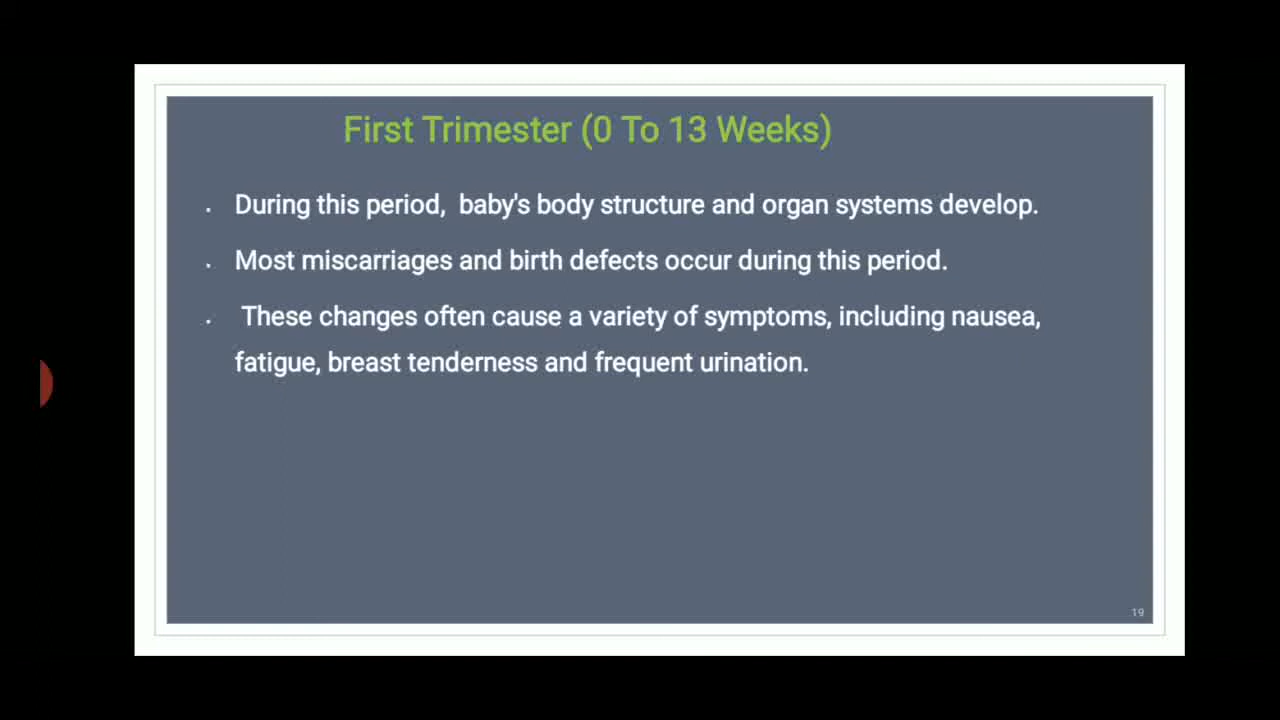 First Trimester (0 To 13 Weeks)
. During this period, baby's body structure and organ systems develop.
. Most miscarriages and birth defects occur during this period.
. These changes often cause a variety of symptoms, including nausea,
fatigue, breast tenderness and frequent urination.
19